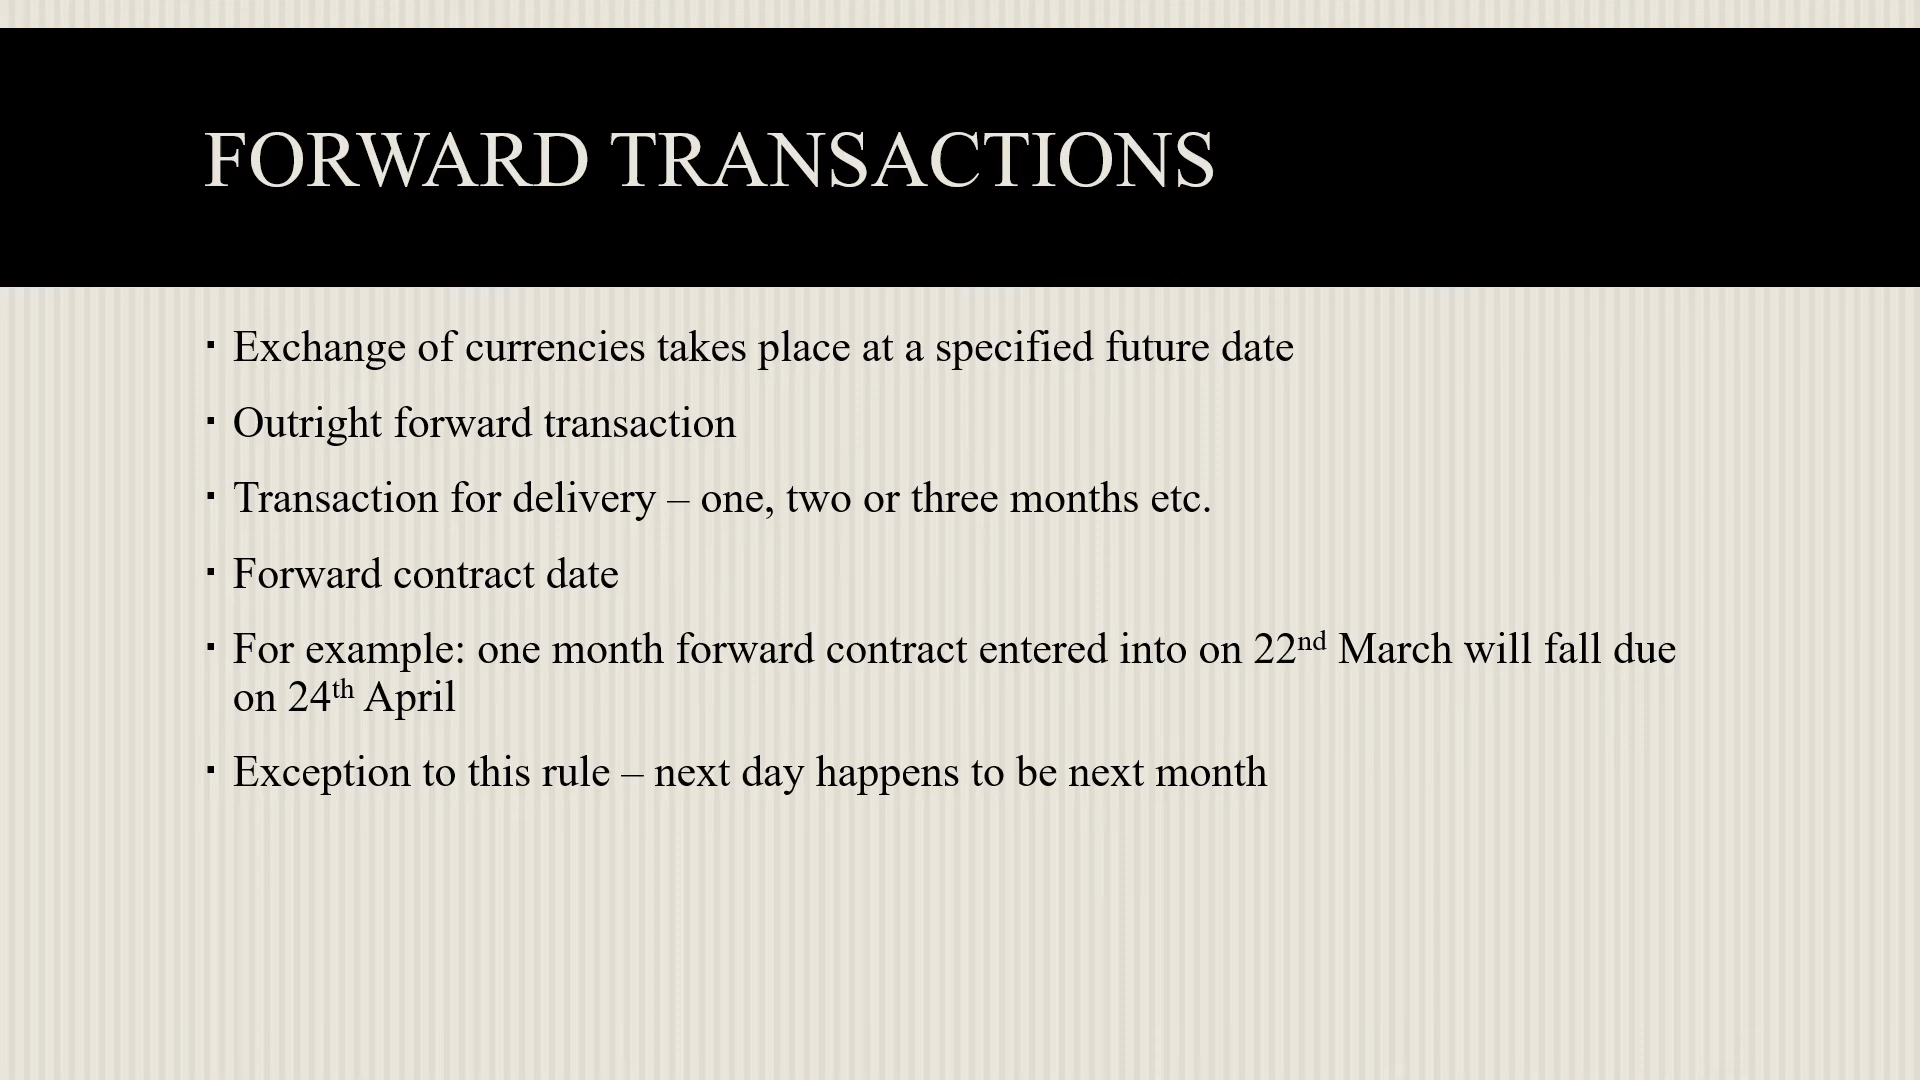 FORWARD TRANSACTIONS
▪ Exchange of currencies takes place at a specified future date
▪ Outright forward transaction
▪ Transaction for delivery – one, two or three months etc.
▪ Forward contract date
▪ For example: one month forward contract entered into on 22nd March will fall due
on 24th April
▪ Exception to this rule – next day happens to be next month